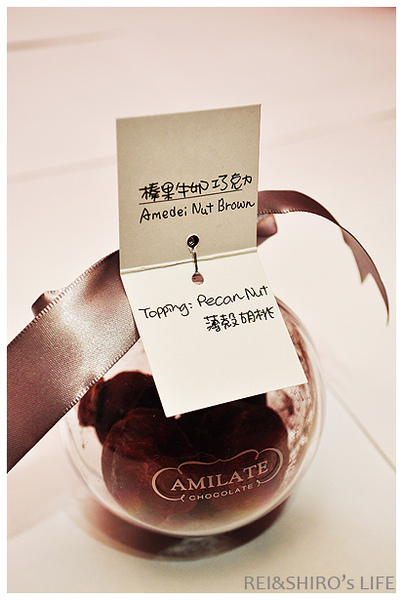 榛果牛奶巧克力
Amedei Nut Brown
Topping: Pecan Nut
薄殼胡桃
AMILATE
CHOCOLATE
REI&SHIRO's LIFE